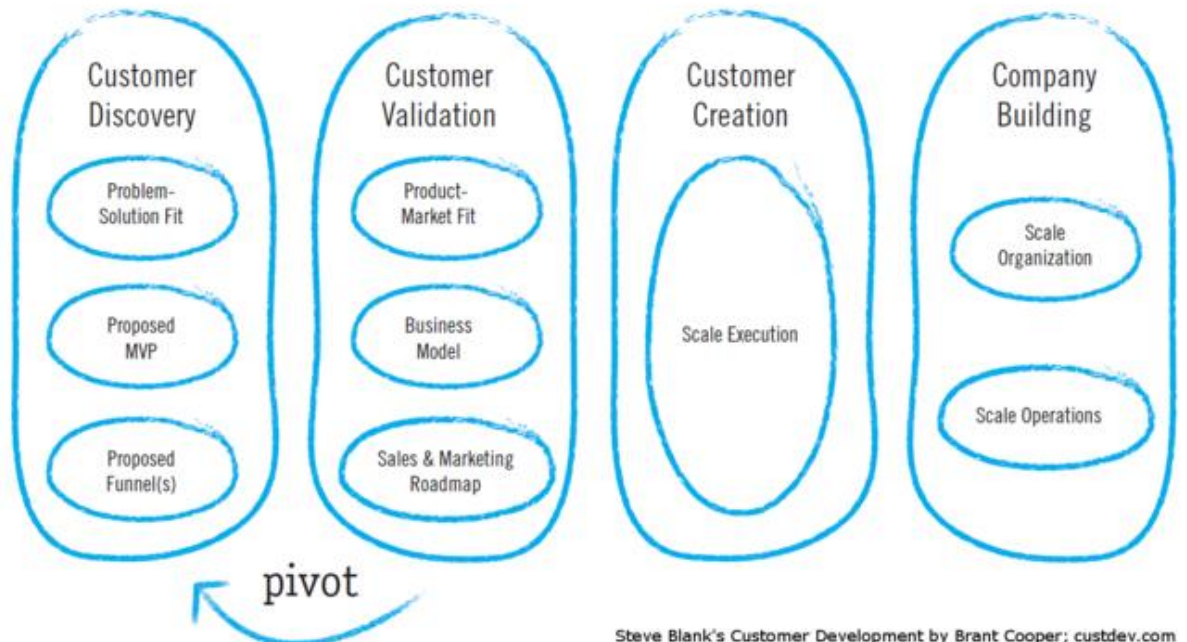 Customer
Discovery
Problem-
Solution Fit
Proposed
MVP
Proposed
Funnel(s)
Customer
Validation
Product-
Market Fit
Business
Model
Sales & Marketing
Roadmap
Customer
Creation
Scale Execution
Company
Building
Scale
Organization
Scale Operations
pivot
Steve Blank's Customer Development by Brant Cooper; custdev.com